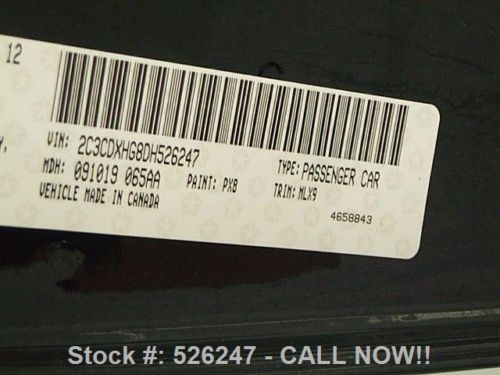 12
VIN: 2C3CDXHG8DH526247
TYPE: PASSENGER CAR
MDH: 091019 065AA
PAINT: PX8
TRIM: MLX9
VEHICLE MADE IN CANADA
4658843
Stock #: 526247 - CALL NOW!!